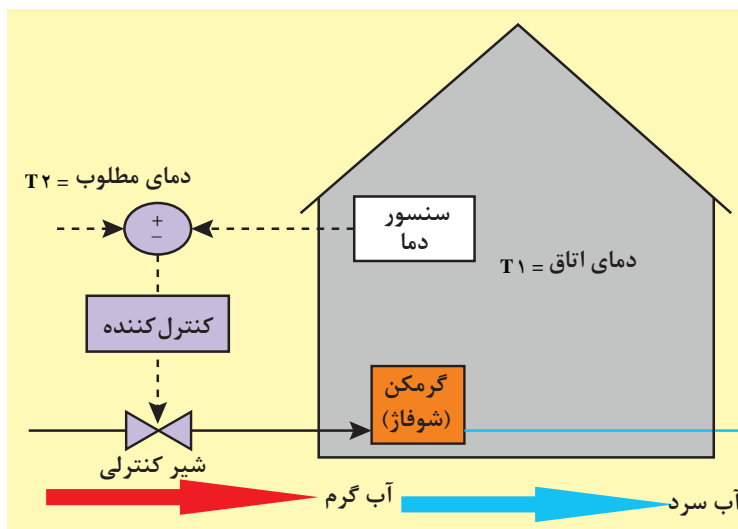 دمای مطلوب = T۲
+
−
سنسور
دما
دمای اتاق = T۱
کنترل‌کننده
گرمکن
(شوفاژ)
شیر کنترلی
آب گرم
آب سرد